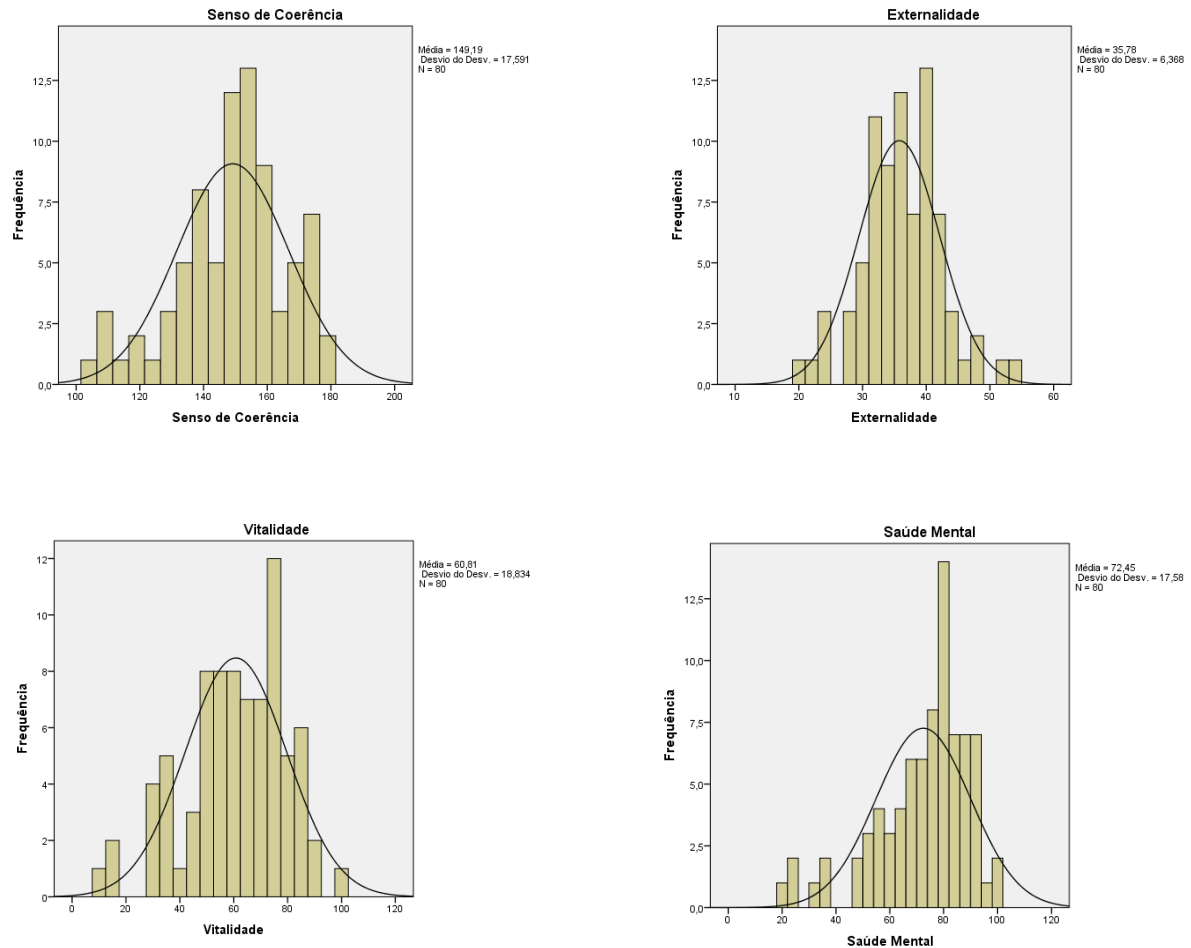 Senso de Coerência
Média = 149,19
Desvio do Desv. = 17,591
N = 80
12,5
10,0
7,5
5,0
2,5
0,0
Frequência
100 120 140 160 180 200
Senso de Coerência
Externalidade
Média = 35,78
Desvio do Desv. = 6,368
N = 80
12,5
10,0
7,5
5,0
2,5
0,0
Frequência
10 20 30 40 50 60
Externalidade
Vitalidade
Média = 60,81
Desvio do Desv. = 18,834
N = 80
12
10
8
6
4
2
0
Frequência
0 20 40 60 80 100 120
Vitalidade
Saúde Mental
Média = 72,45
Desvio do Desv. = 17,58
N = 80
12,5
10,0
7,5
5,0
2,5
0,0
Frequência
0 20 40 60 80 100 120
Saúde Mental